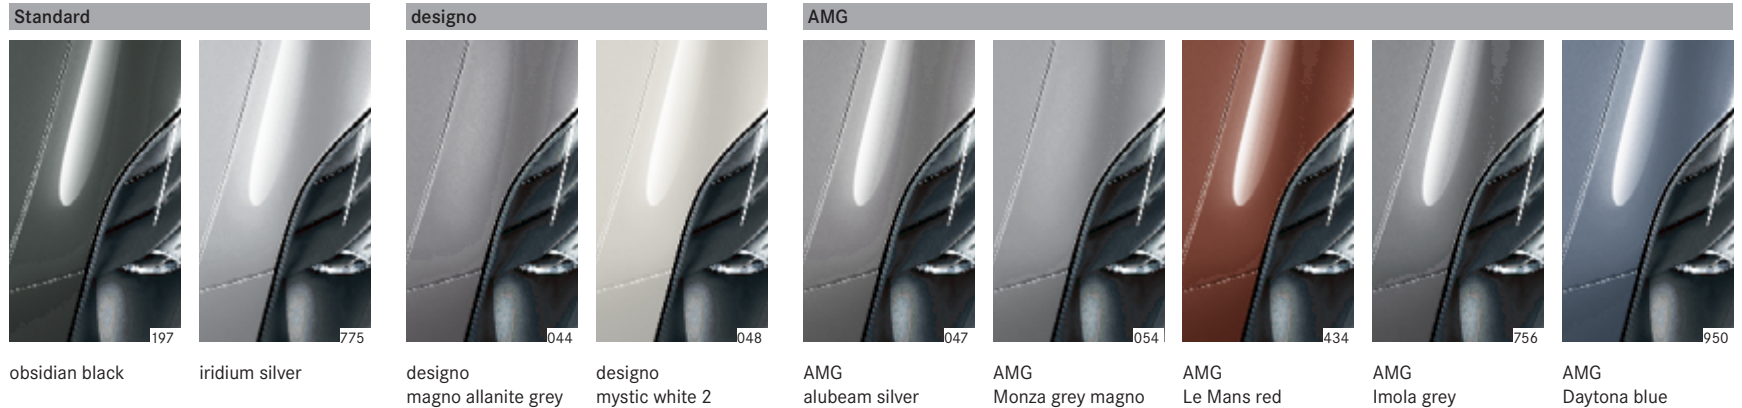 Standard
designo
AMG
197
775
044
048
047
054
434
756
950
obsidian black
iridium silver
designo
magno allanite grey
designo
mystic white 2
AMG
alubeam silver
AMG
Monza grey magno
AMG
Le Mans red
AMG
Imola grey
AMG
Daytona blue